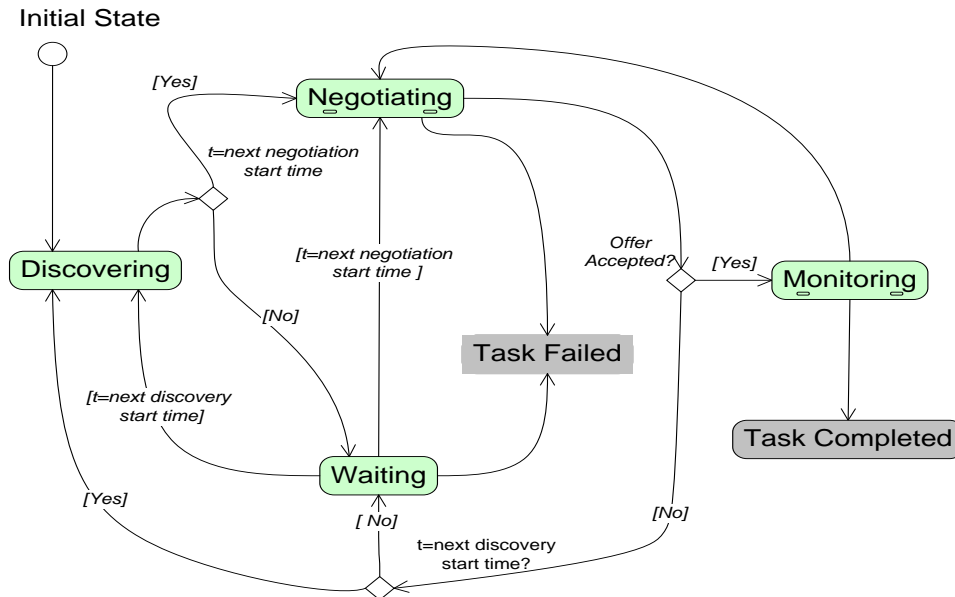 Initial State
[Yes]
Negotiating
t=next negotiation
start time
Offer
Accepted?
[Yes]
[t=next negotiation
start time ]
Discovering
Monitoring
[No]
Task Failed
[t=next discovery
start time]
Task Completed
Waiting
[Yes]
[ No]
[No]
t=next discovery
start time?